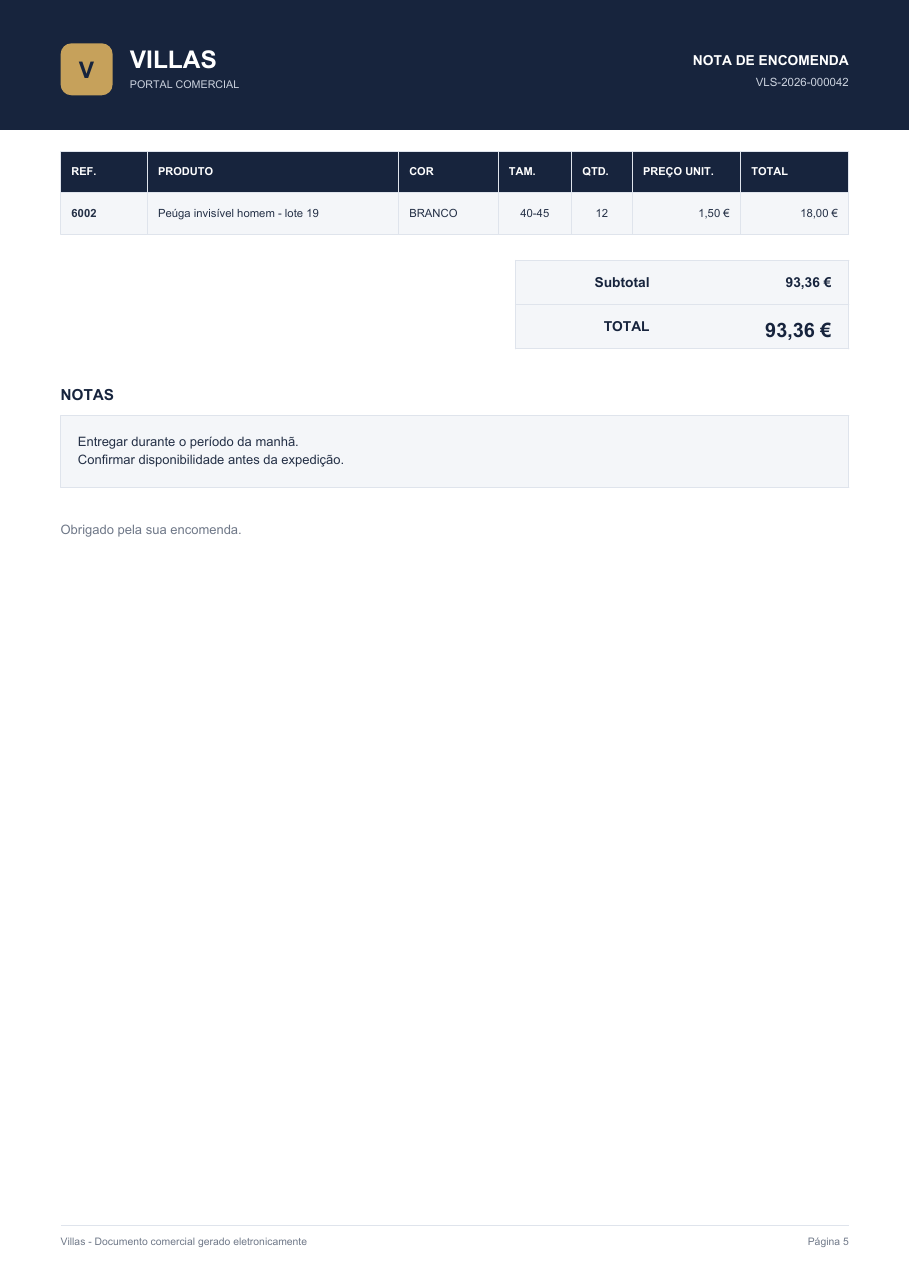 V
VILLAS
PORTAL COMERCIAL
NOTA DE ENCOMENDA
VLS-2026-000042
REF. PRODUTO COR TAM. QTD. PREÇO UNIT. TOTAL
6002 Peúga invisível homem - lote 19 BRANCO 40-45 12 1,50 € 18,00 €
Subtotal 93,36 €
TOTAL 93,36 €
NOTAS
Entregar durante o período da manhã.
Confirmar disponibilidade antes da expedição.
Obrigado pela sua encomenda.
Villas - Documento comercial gerado eletronicamente Página 5